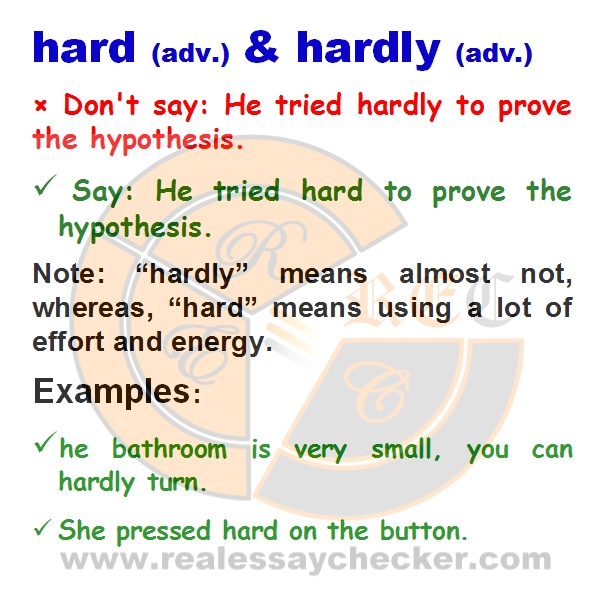 hard (adv.) & hardly (adv.)
× Don't say: He tried hardly to prove
the hypothesis.
✓ Say: He tried hard to prove the
hypothesis.
Note: “hardly” means almost not,
whereas, “hard” means using a lot of
effort and energy.
Examples:
✓he bathroom is very small, you can
hardly turn.
✓ She pressed hard on the button.
www.realessaychecker.com
R
E
C
REC